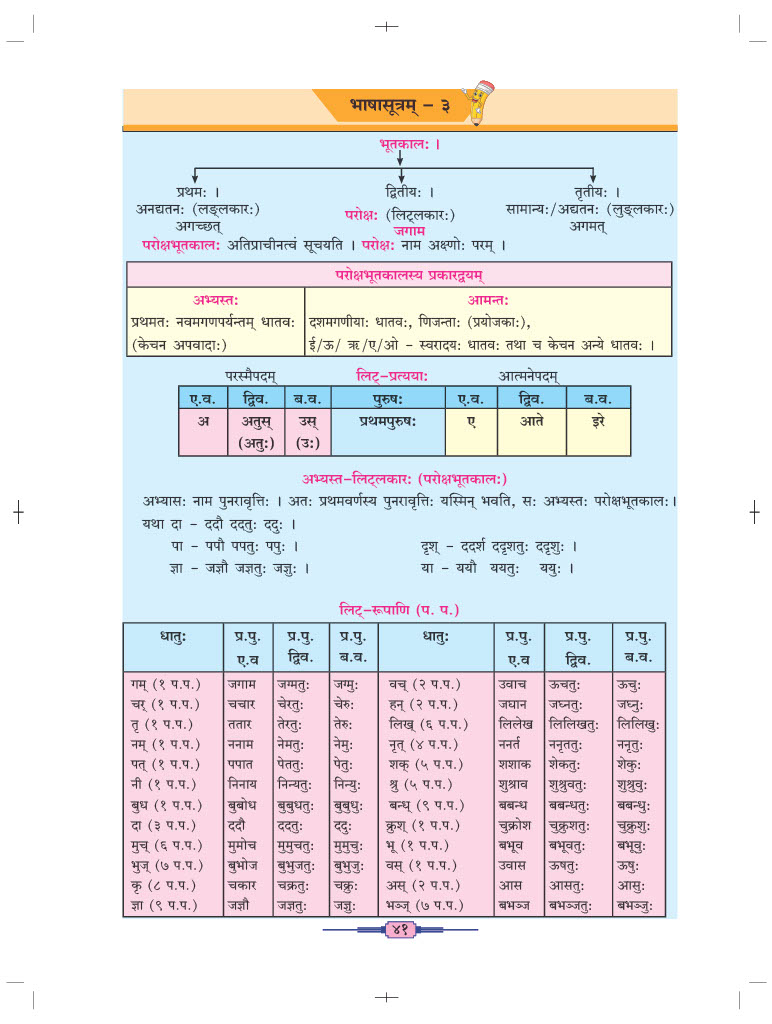 भाषासूत्रम् – ३
भूतकालः ।
प्रथमः । द्वितीयः । तृतीयः ।
अनद्यतनः (लङ्लकारः) परोक्षः (लिट्लकारः) सामान्यः/अद्यतनः (लुङ्लकारः)
अगच्छत् जगाम अगमत्
परोक्षभूतकालः अतिप्राचीनत्वं सूचयति । परोक्षः नाम अक्ष्णोः परम् ।
परोक्षभूतकालस्य प्रकारद्वयम्
अभ्यस्तः आमन्तः
प्रथमतः नवमगणपर्यन्तम् धातवः दशमगणीयाः धातवः, णिजन्ताः (प्रयोजकाः),
(केचन अपवादाः) ई/ऊ/ ऋ/ए/ओ - स्वरादयः धातवः तथा च केचन अन्ये धातवः ।
परस्मैपदम् लिट्-प्रत्ययाः आत्मनेपदम्
ए.व. द्विव. ब.व. पुरुषः ए.व. द्विव. ब.व.
अ अतुस् उस् प्रथमपुरुषः ए आते इरे
(अतुः) (उः)
अभ्यस्त-लिट्लकारः (परोक्षभूतकालः)
अभ्यासः नाम पुनरावृत्तिः । अतः प्रथमवर्णस्य पुनरावृत्तिः यस्मिन् भवति, सः अभ्यस्तः परोक्षभूतकालः।
यथा दा - ददौ ददतुः ददुः ।
पा - पपौ पपतुः पपुः । दृश् - ददर्श ददृशतुः ददृशुः ।
ज्ञा - जज्ञौ जज्ञतुः जज्ञुः । या - ययौ ययतुः ययुः ।
लिट्-रूपाणि (प. प.)
धातुः प्र.पु. प्र.पु. प्र.पु. धातुः प्र.पु. प्र.पु. प्र.पु.
ए.व द्विव. ब.व. ए.व द्विव. ब.व.
गम् (१ प.प.) जगाम जग्मतुः जग्मुः वच् (२ प.प.) उवाच ऊचतुः ऊचुः
चर् (१ प.प.) चचार चेरतुः चेरुः हन् (२ प.प.) जघान जघ्नतुः जघ्नुः
तृ (१ प.प.) ततार तेरतुः तेरुः लिख् (६ प.प.) लिलेख लिलिखतुः लिलिखुः
नम् (१ प.प.) ननाम नेमतुः नेमुः नृत् (४ प.प.) ननर्त ननृततुः ननृतुः
पत् (१ प.प.) पपात पेततुः पेतुः शक् (५ प.प.) शशाक शेकतुः शेकुः
नी (१ प.प.) निनाय निन्यतुः निन्युः श्रु (५ प.प.) शुश्राव शुश्रुवतुः शुश्रुवुः
बुध (१ प.प.) बुबोध बुबुधतुः बुबुधुः बन्ध् (९ प.प.) बबन्ध बबन्धतुः बबन्धुः
दा (३ प.प.) ददौ ददतुः ददुः क्रुश् (१ प.प.) चुक्रोश चुक्रुशतुः चुक्रुशुः
मुच् (६ प.प.) मुमोच मुमुचतुः मुमुचुः भू (१ प.प.) बभूव बभूवतुः बभूवुः
भुज् (७ प.प.) बुभोज बुभुजतुः बुभुजुः वस् (१ प.प.) उवास ऊषतुः ऊषुः
कृ (८ प.प.) चकार चक्रतुः चक्रुः अस् (२ प.प.) आस आसतुः आसुः
ज्ञा (९ प.प.) जज्ञौ जज्ञतुः जज्ञुः भञ्ज् (७ प.प.) बभञ्ज बभञ्जतुः बभञ्जुः
४१